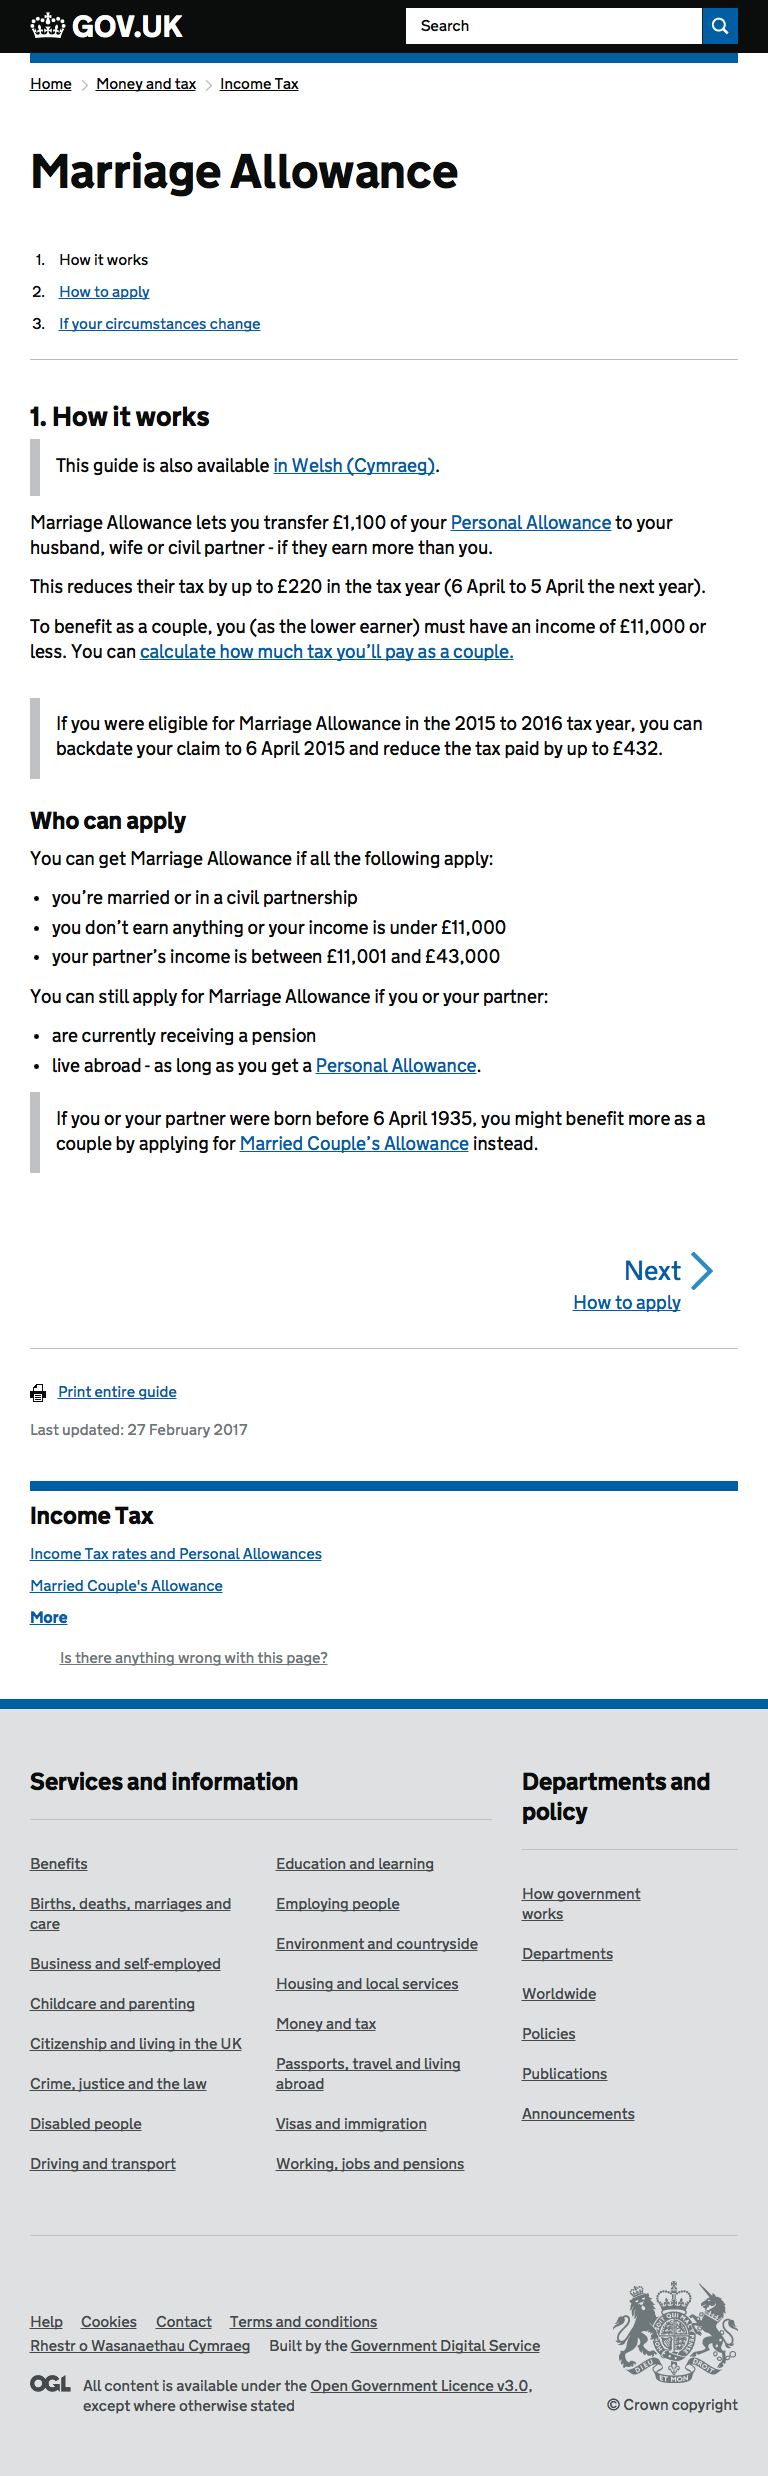 GOV.UK
Search
Home
Money and tax
Income Tax
Marriage Allowance
1. How it works
2. How to apply
3. If your circumstances change
1. How it works
This guide is also available in Welsh (Cymraeg).
Marriage Allowance lets you transfer £1,100 of your Personal Allowance to your
husband, wife or civil partner - if they earn more than you.
This reduces their tax by up to £220 in the tax year (6 April to 5 April the next year).
To benefit as a couple, you (as the lower earner) must have an income of £11,000 or
less. You can calculate how much tax you’ll pay as a couple.
If you were eligible for Marriage Allowance in the 2015 to 2016 tax year, you can
backdate your claim to 6 April 2015 and reduce the tax paid by up to £432.
Who can apply
You can get Marriage Allowance if all the following apply:
• you’re married or in a civil partnership
• you don’t earn anything or your income is under £11,000
• your partner’s income is between £11,001 and £43,000
You can still apply for Marriage Allowance if you or your partner:
• are currently receiving a pension
• live abroad - as long as you get a Personal Allowance.
If you or your partner were born before 6 April 1935, you might benefit more as a
couple by applying for Married Couple’s Allowance instead.
Next
How to apply
Print entire guide
Last updated: 27 February 2017
Income Tax
Income Tax rates and Personal Allowances
Married Couple's Allowance
More
Is there anything wrong with this page?
Services and information
Benefits
Births, deaths, marriages and
care
Business and self-employed
Childcare and parenting
Citizenship and living in the UK
Crime, justice and the law
Disabled people
Driving and transport
Education and learning
Employing people
Environment and countryside
Housing and local services
Money and tax
Passports, travel and living
abroad
Visas and immigration
Working, jobs and pensions
Departments and
policy
How government
works
Departments
Worldwide
Policies
Publications
Announcements
Help Cookies Contact Terms and conditions
Rhestr o Wasanaethau Cymraeg Built by the Government Digital Service
OGL
All content is available under the Open Government Licence v3.0,
except where otherwise stated
DIEU ET MON DROIT
© Crown copyright